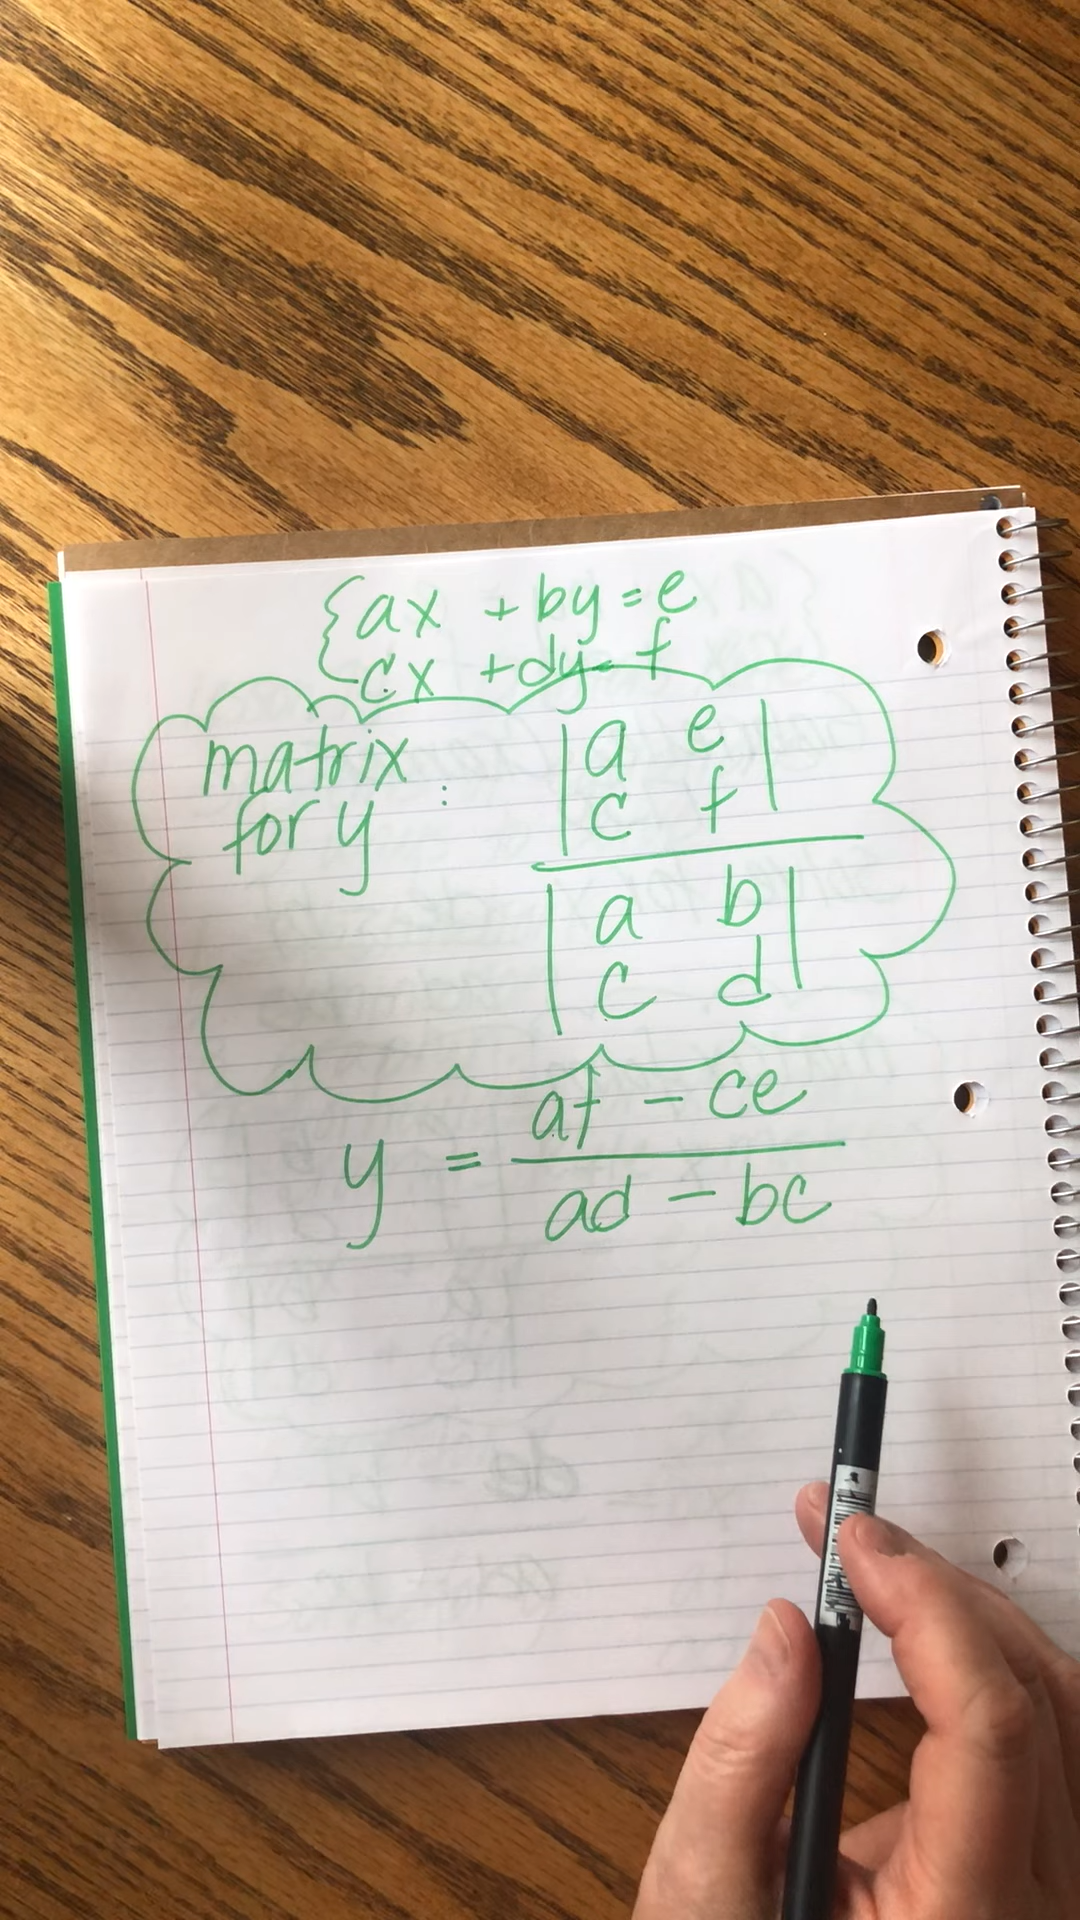 {ax + by = e
cx + dy = f
matrix
for y :
|a e|
|c f|
|a b|
|c d|
y = af - ce
ad - bc